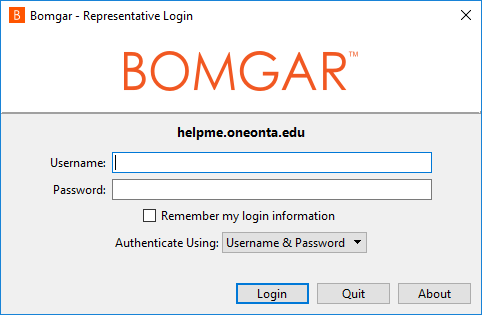 Bomgar - Representative Login
BOMGAR™
helpme.oneonta.edu
Username:
Password:
Remember my login information
Authenticate Using: Username & Password
Login Quit About